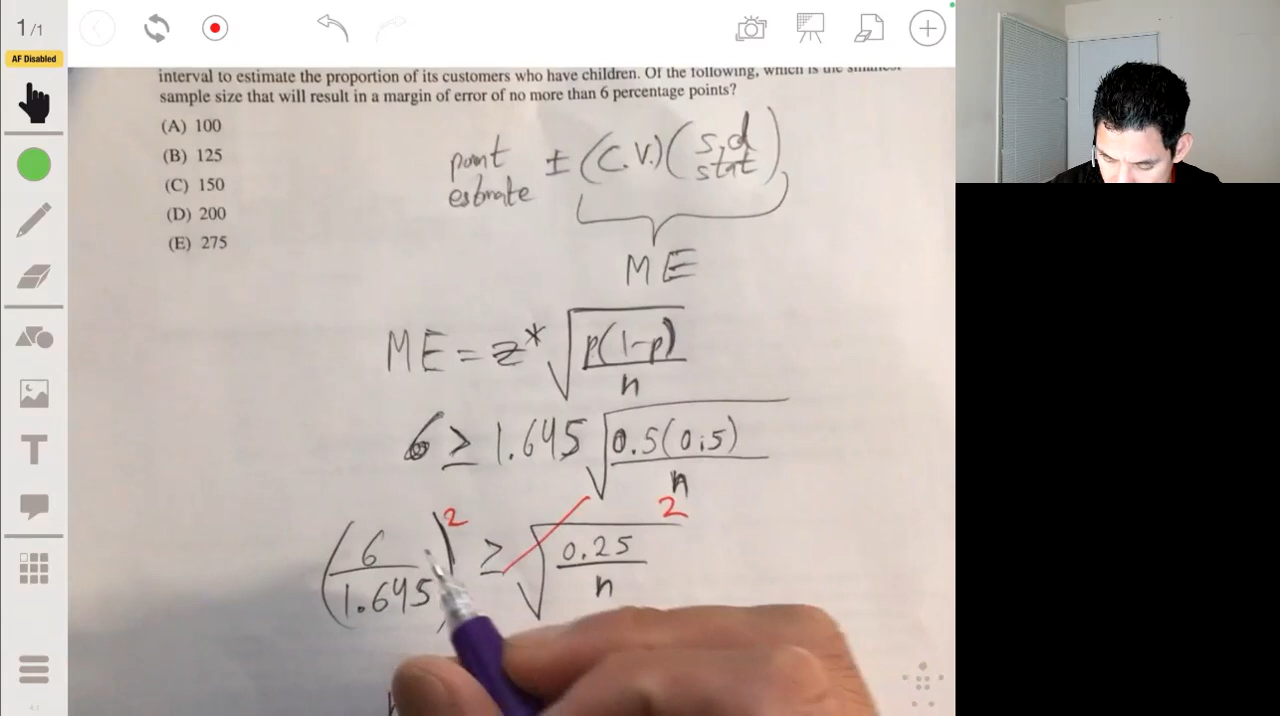 1/1
AF Disabled
interval to estimate the proportion of its customers who have children. Of the following, which is the smallest
sample size that will result in a margin of error of no more than 6 percentage points?
(A) 100
(B) 125
(C) 150
(D) 200
(E) 275
point estimate ± (C.V.) (s.d stat)
ME
ME = z* √(p(1-p)/n)
6 ≥ 1.645 √(0.5(0.5)/n)
(6/1.645)² ≥ √(0.25/n) 2
T